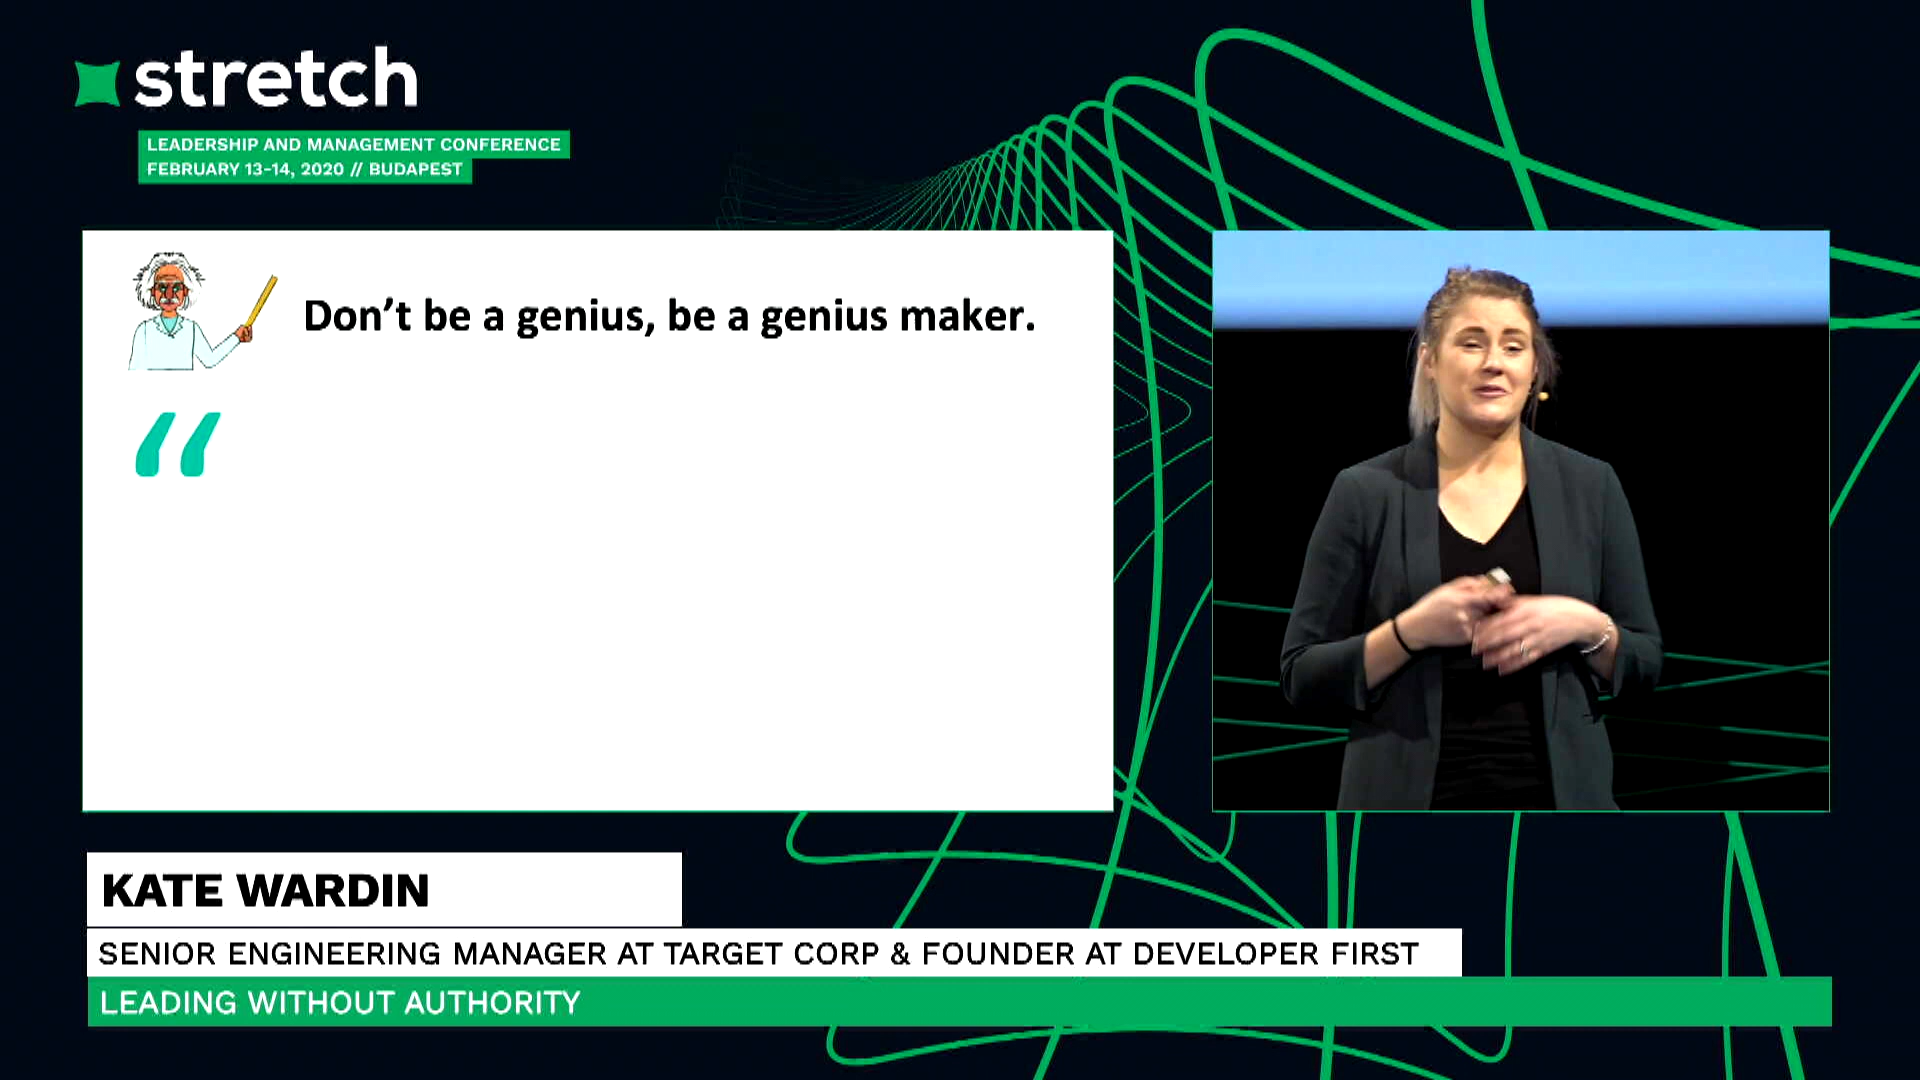 stretch
LEADERSHIP AND MANAGEMENT CONFERENCE
FEBRUARY 13-14, 2020 // BUDAPEST
Don’t be a genius, be a genius maker.
“
KATE WARDIN
SENIOR ENGINEERING MANAGER AT TARGET CORP & FOUNDER AT DEVELOPER FIRST
LEADING WITHOUT AUTHORITY